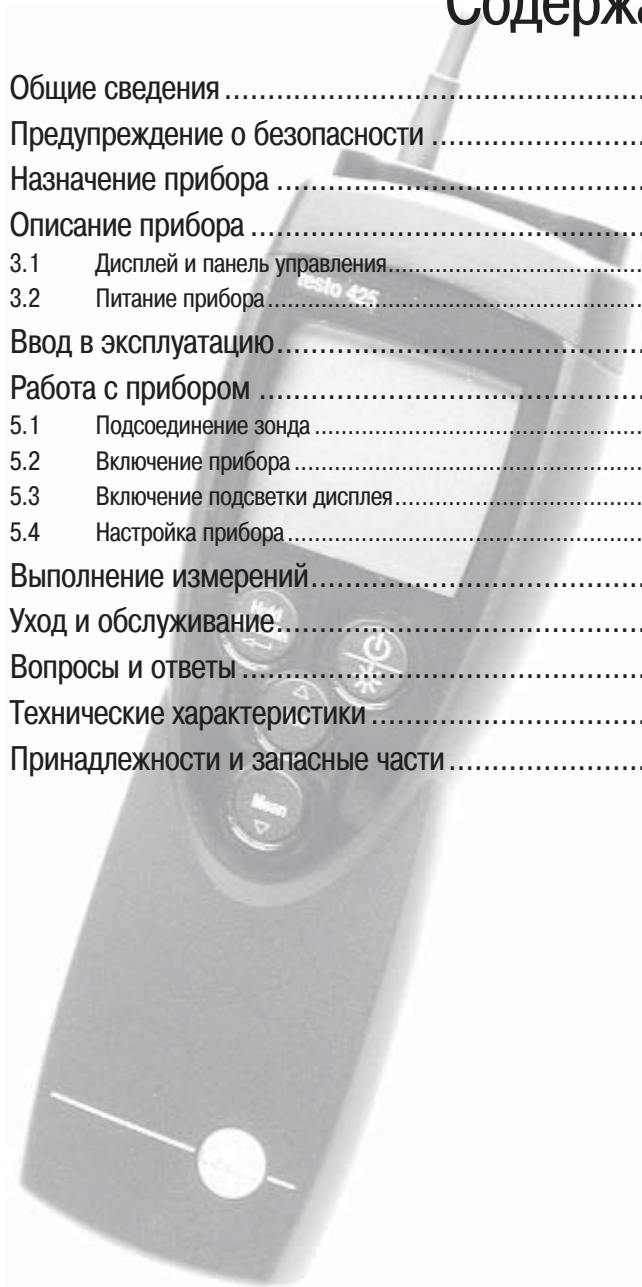 Содержа
Общие сведения
Предупреждение о безопасности
Назначение прибора
Описание прибора
3.1 Дисплей и панель управления
3.2 Питание прибора
testo 425
Ввод в эксплуатацию
Работа с прибором
5.1 Подсоединение зонда
5.2 Включение прибора
5.3 Включение подсветки дисплея
5.4 Настройка прибора
Выполнение измерений
Hold
Уход и обслуживание
Вопросы и ответы
Технические характеристики
Принадлежности и запасные части
Mean